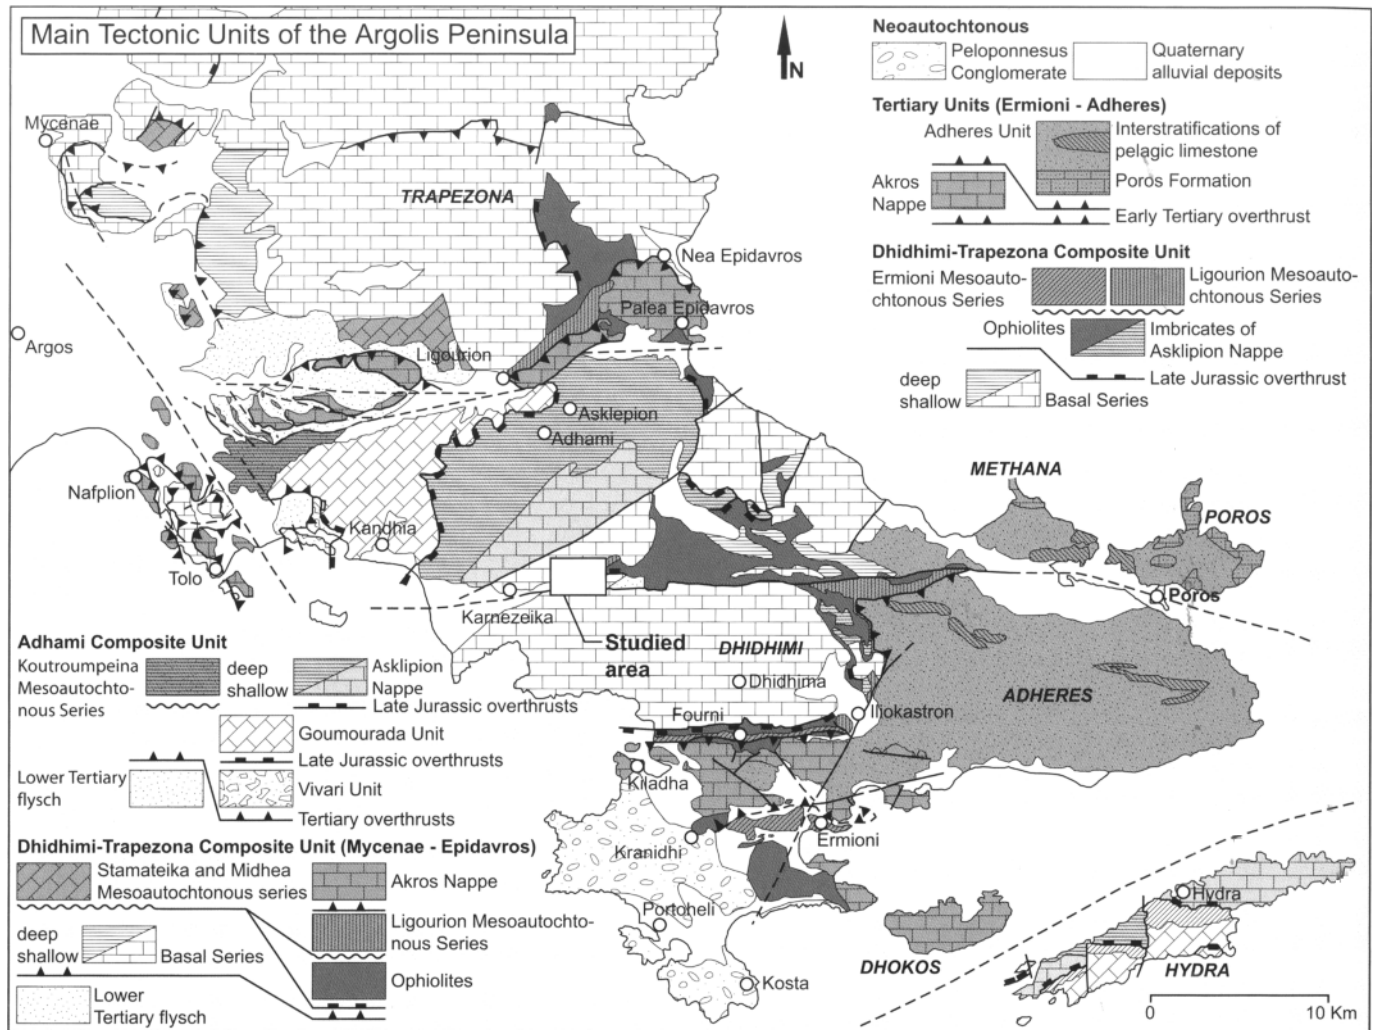 Main Tectonic Units of the Argolis Peninsula
N
Neoautochtonous
Peloponnesus
Conglomerate
Quaternary
alluvial deposits
Tertiary Units (Ermioni - Adheres)
Adheres Unit
Interstratifications of
pelagic limestone
Akros
Nappe
Poros Formation
Early Tertiary overthrust
Dhidhimi-Trapezona Composite Unit
Ermioni Mesoauto-
chtonous Series
Ligourion Mesoauto-
chtonous Series
Ophiolites
Imbricates of
Asklipion Nappe
Late Jurassic overthrust
deep
shallow
Basal Series
Mycenae
TRAPEZONA
Nea Epidavros
Palea Epidavros
Argos
Ligourion
Asklepion
Adhami
Nafplion
Kandhia
METHANA
POROS
Tolo
Karnezeika
Poros
Studied
area
DHIDHIMI
Dhidhima
ADHERES
Iliokastron
Fourni
Kiladha
Ermioni
Kranidhi
Portoheli
Kosta
DHOKOS
Hydra
HYDRA
0
10 Km
Adhami Composite Unit
Koutroumpeina
Mesoautochto-
nous Series
deep
shallow
Asklipion
Nappe
Late Jurassic overthrusts
Goumourada Unit
Late Jurassic overthrusts
Lower Tertiary
flysch
Vivari Unit
Tertiary overthrusts
Dhidhimi-Trapezona Composite Unit (Mycenae - Epidavros)
Stamateika and Midhea
Mesoautochtonous series
Akros Nappe
Ligourion Mesoautochto-
nous Series
deep
shallow
Basal Series
Ophiolites
Lower
Tertiary flysch